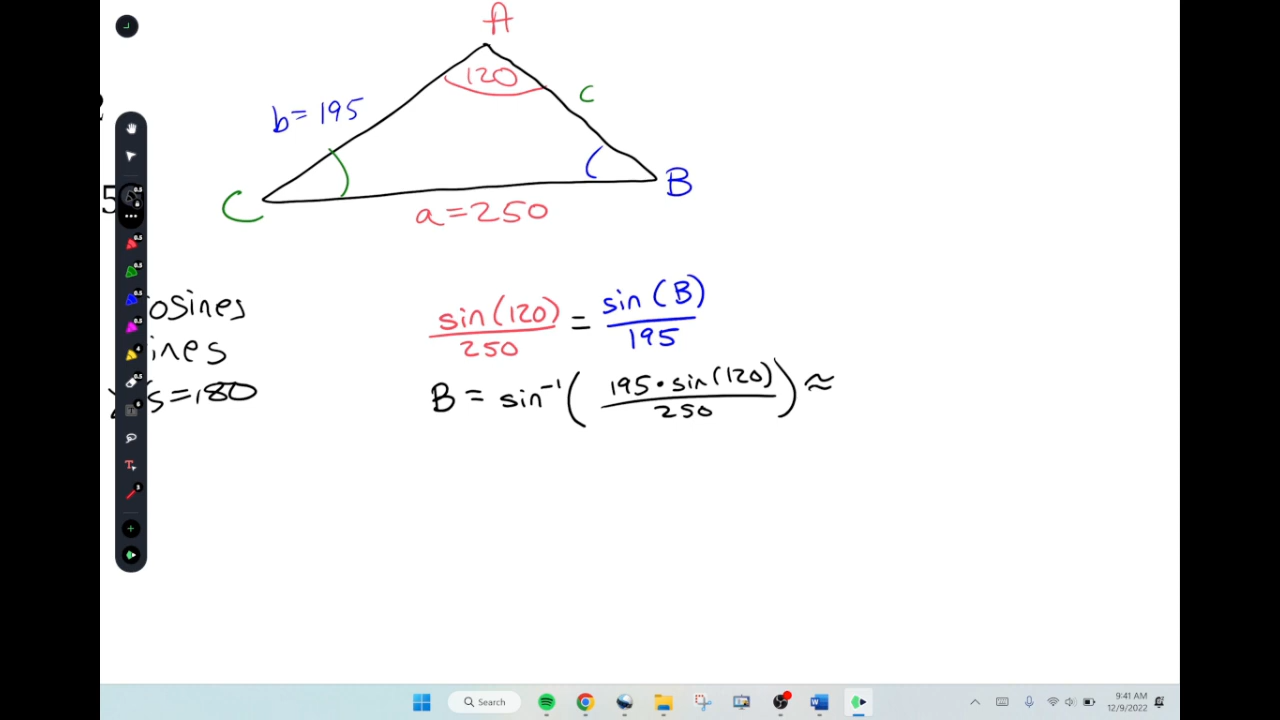 A
120
c
b = 195
C
B
a = 250
osines
sin(120)/250 = sin(B)/195
ines
s = 180
B = sin⁻¹(195·sin(120)/250) ≈
Search
9:41 AM
12/9/2022